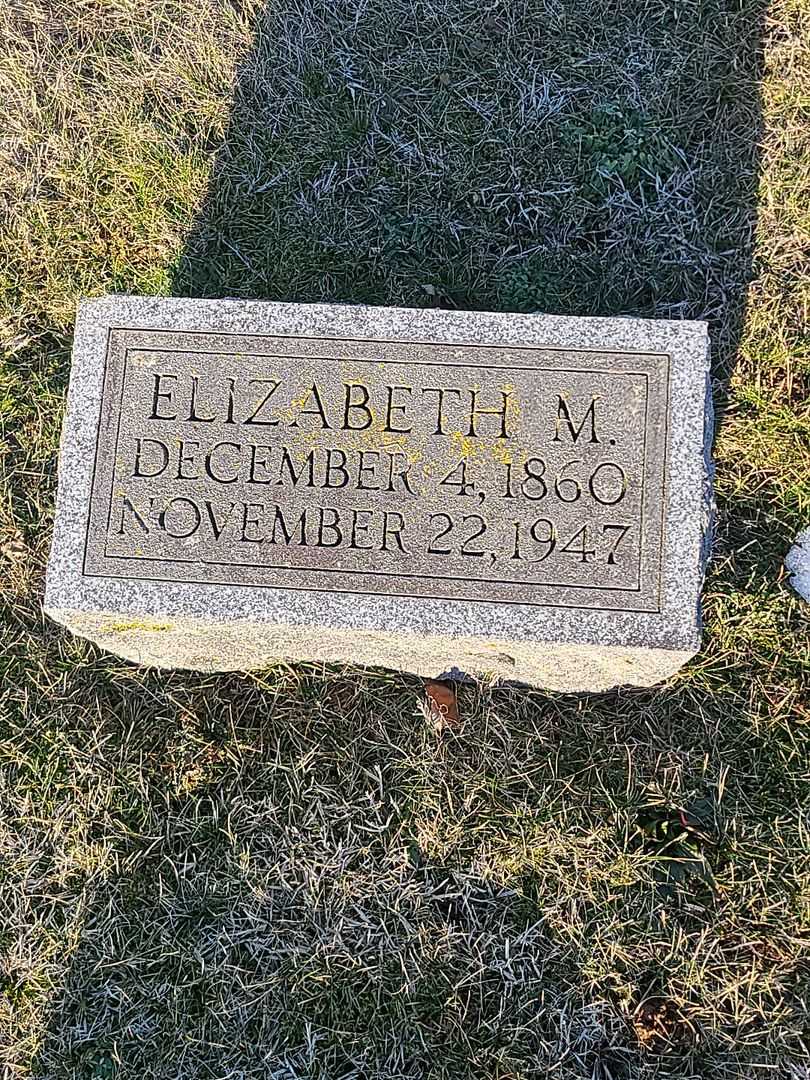 ELIZABETH M.
DECEMBER 4, 1860
NOVEMBER 22, 1947